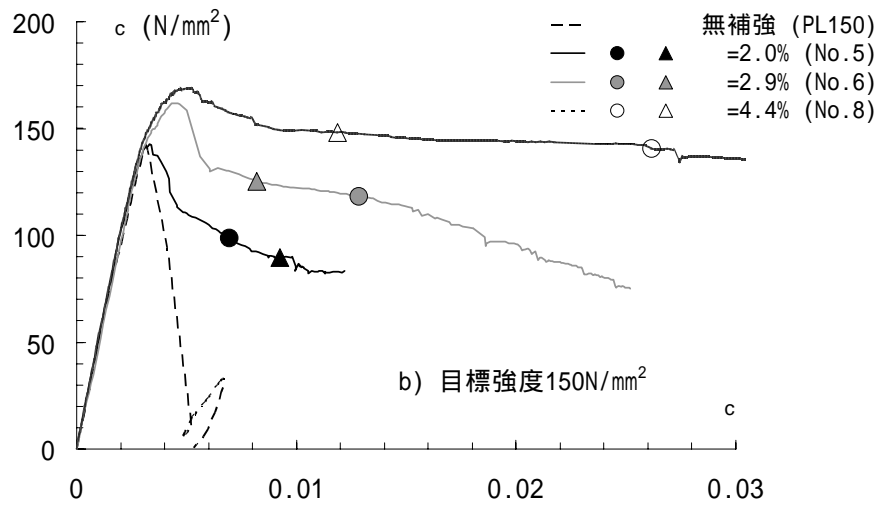 200
c (N/mm²)
無補強 (PL150)
=2.0% (No.5)
=2.9% (No.6)
=4.4% (No.8)
150
100
50
b) 目標強度150N/mm²
c
0
0 0.01 0.02 0.03